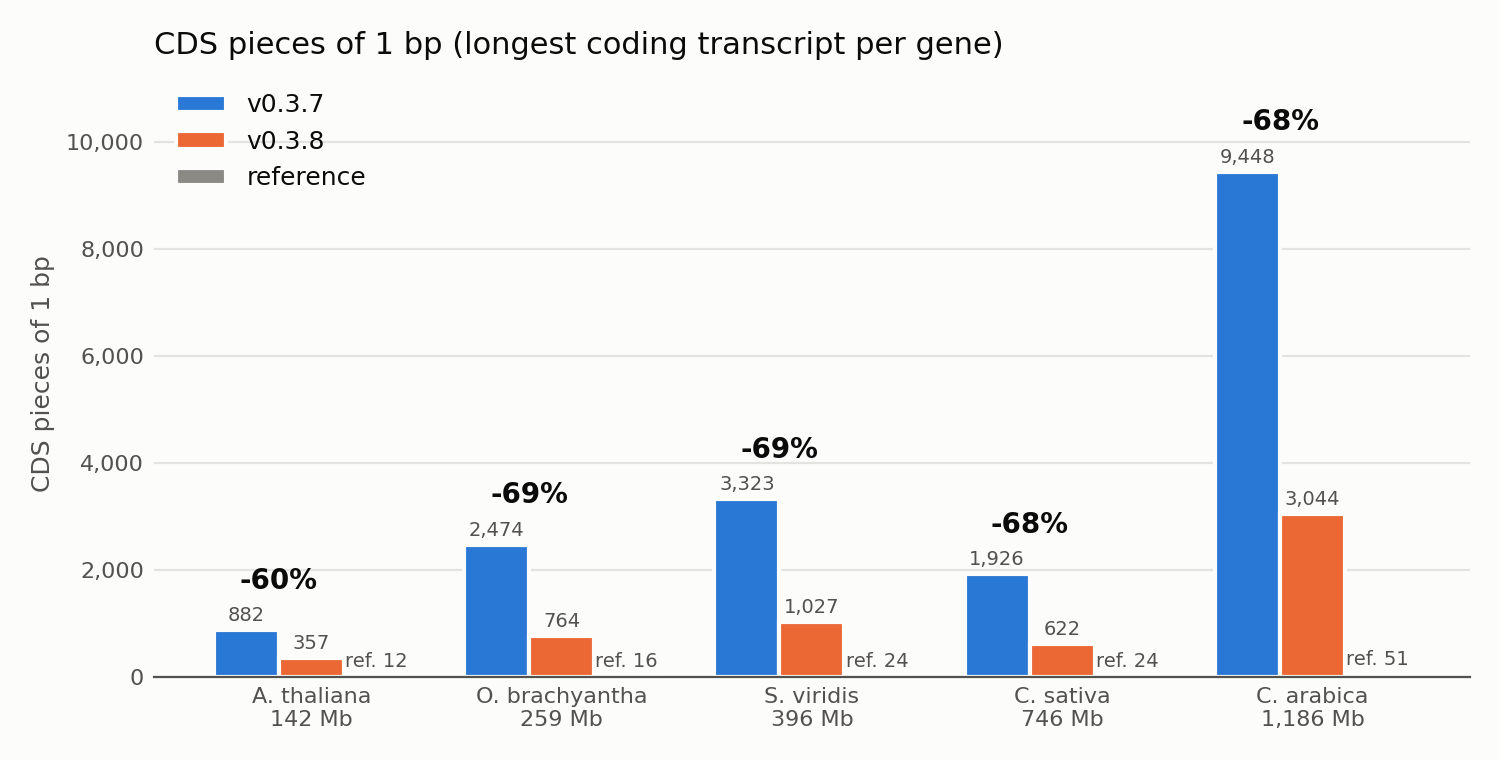 CDS pieces of 1 bp (longest coding transcript per gene)
v0.3.7
v0.3.8
reference
CDS pieces of 1 bp
10,000
8,000
6,000
4,000
2,000
0
-60%
882
357
ref. 12
-69%
2,474
764
ref. 16
-69%
3,323
1,027
ref. 24
-68%
1,926
622
ref. 24
-68%
9,448
3,044
ref. 51
A. thaliana
142 Mb
O. brachyantha
259 Mb
S. viridis
396 Mb
C. sativa
746 Mb
C. arabica
1,186 Mb